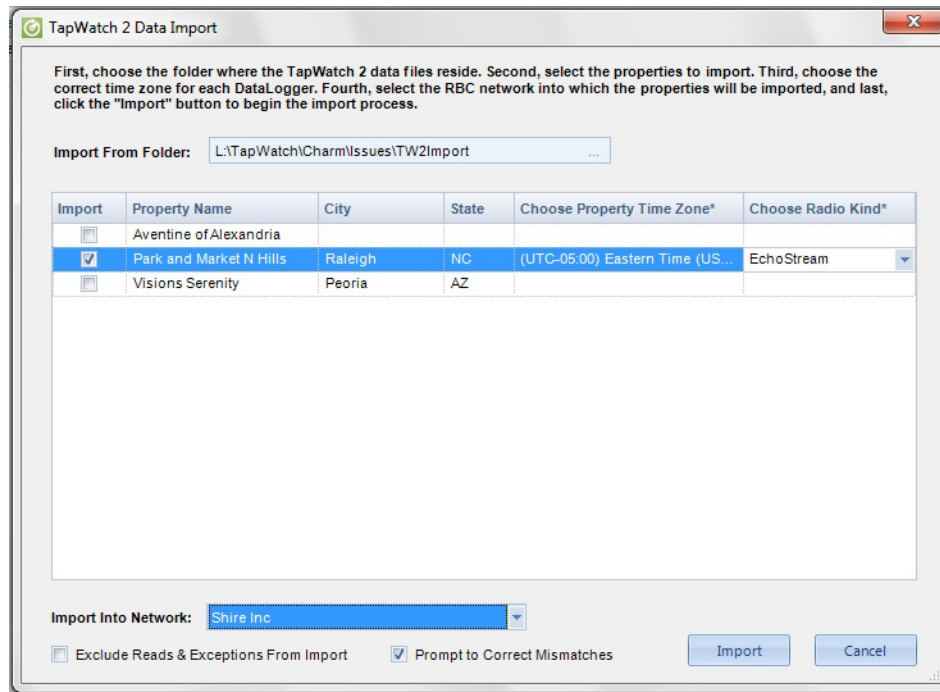 TapWatch 2 Data Import
First, choose the folder where the TapWatch 2 data files reside. Second, select the properties to import. Third, choose the
correct time zone for each DataLogger. Fourth, select the RBC network into which the properties will be imported, and last,
click the "Import" button to begin the import process.
Import From Folder: L:\TapWatch\Charm\Issues\TW2Import ...
Import Property Name City State Choose Property Time Zone* Choose Radio Kind*
Aventine of Alexandria
Park and Market N Hills Raleigh NC (UTC-05:00) Eastern Time (US... EchoStream
Visions Serenity Peoria AZ
Import Into Network: Shire Inc
Exclude Reads & Exceptions From Import Prompt to Correct Mismatches Import Cancel